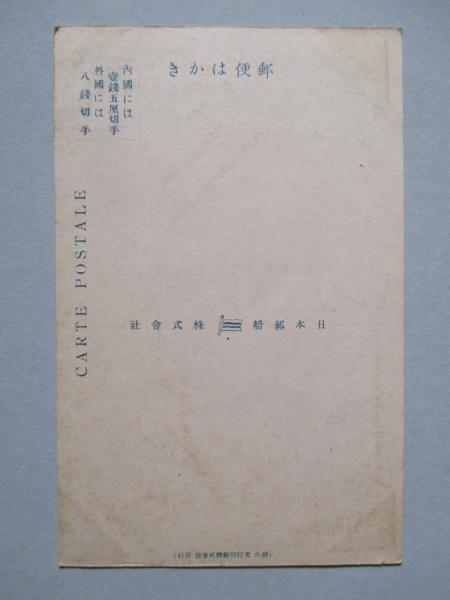 郵便はかき
內國には
壹錢五厘切手
外國には
八錢切手
CARTE POSTALE
日本郵船株式會社